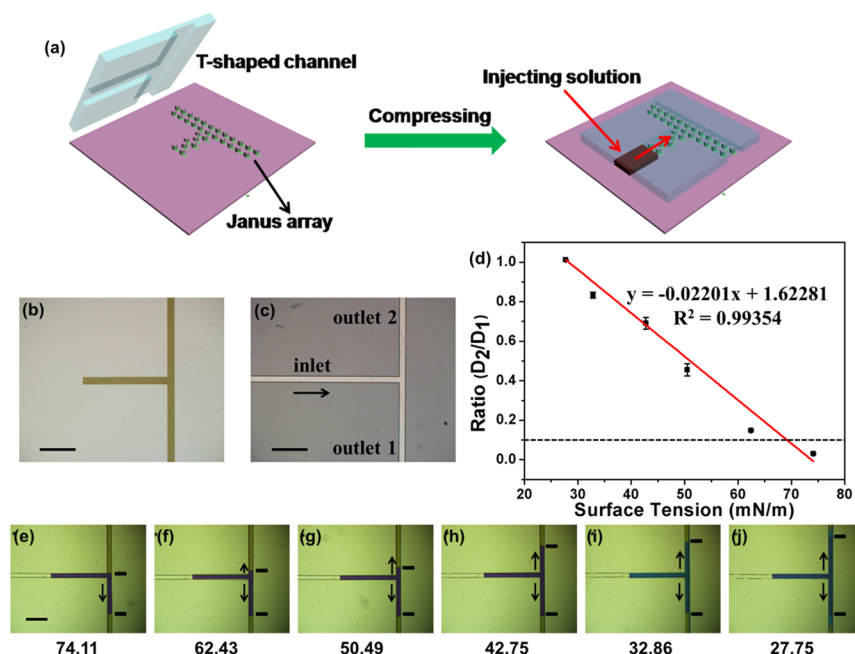 (a)
T-shaped channel
Injecting solution
Compressing
Janus array
(b)
(c)
outlet 2
inlet
outlet 1
(d)
y = -0.02201x + 1.62281
R² = 0.99354
Ratio (D₂/D₁)
1.0
0.8
0.6
0.4
0.2
0.0
20 30 40 50 60 70 80
Surface Tension (mN/m)
(e) (f) (g) (h) (i) (j)
74.11 62.43 50.49 42.75 32.86 27.75